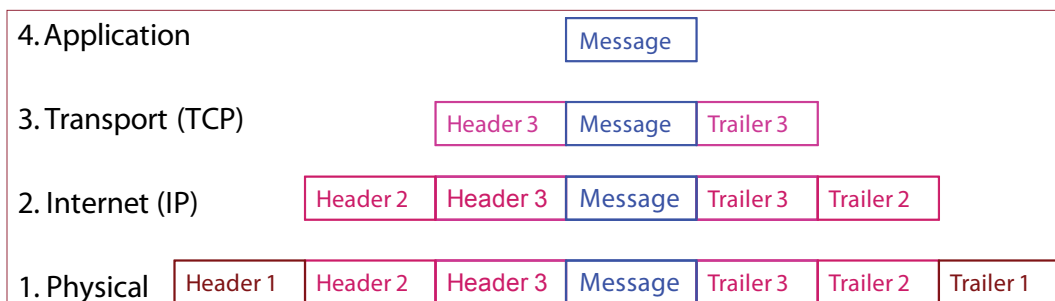 4. Application Message
3. Transport (TCP) Header 3 Message Trailer 3
2. Internet (IP) Header 2 Header 3 Message Trailer 3 Trailer 2
1. Physical Header 1 Header 2 Header 3 Message Trailer 3 Trailer 2 Trailer 1